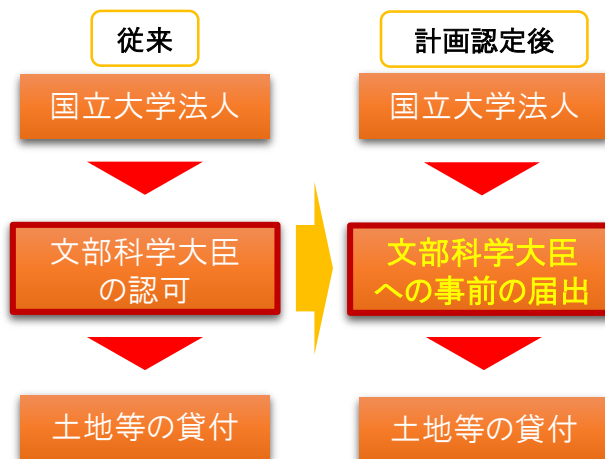 従来
国立大学法人
文部科学大臣
の認可
土地等の貸付
計画認定後
国立大学法人
文部科学大臣
への事前の届出
土地等の貸付